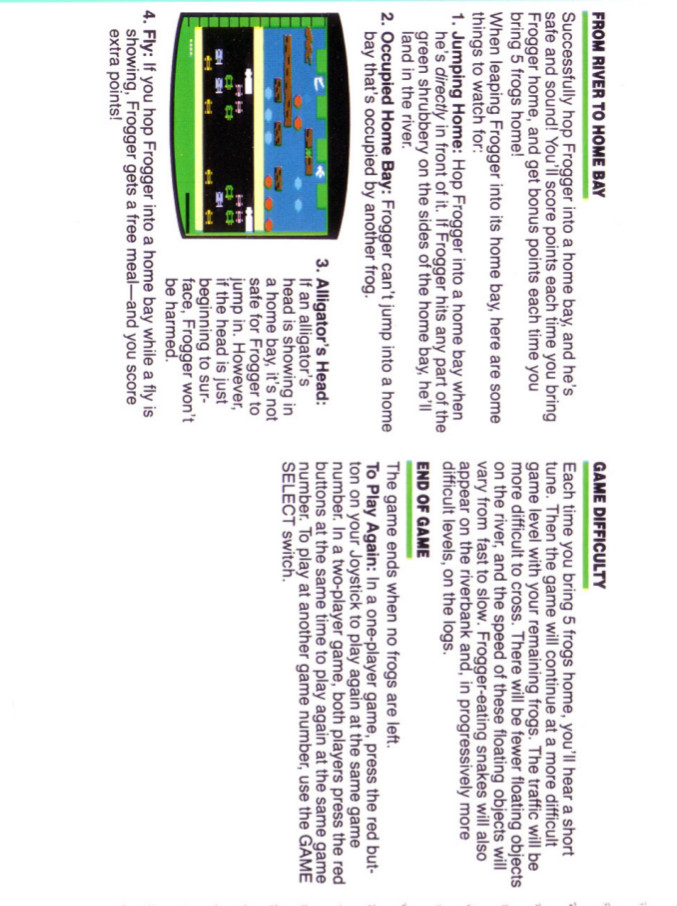 FROM RIVER TO HOME BAY
Successfully hop Frogger into a home bay, and he's
safe and sound! You'll score points each time you bring
Frogger home, and get bonus points each time you
bring 5 frogs home!
When leaping Frogger into its home bay, here are some
things to watch for:
1. Jumping Home: Hop Frogger into a home bay when
he's directly in front of it. If Frogger hits any part of the
green shrubbery on the sides of the home bay, he'll
land in the river.
2. Occupied Home Bay: Frogger can't jump into a home
bay that's occupied by another frog.
3. Alligator's Head:
If an alligator's
head is showing in
a home bay, it's not
safe for Frogger to
jump in. However,
if the head is just
beginning to sur-
face, Frogger won't
be harmed.
4. Fly: If you hop Frogger into a home bay while a fly is
showing, Frogger gets a free meal—and you score
extra points!
GAME DIFFICULTY
Each time you bring 5 frogs home, you'll hear a short
tune. Then the game will continue at a more difficult
game level with your remaining frogs. The traffic will be
more difficult to cross. There will be fewer floating objects
on the river, and the speed of these floating objects will
vary from fast to slow. Frogger-eating snakes will also
appear on the riverbank and, in progressively more
difficult levels, on the logs.
END OF GAME
The game ends when no frogs are left.
To Play Again: In a one-player game, press the red but-
ton on your Joystick to play again at the same game
number. In a two-player game, both players press the red
buttons at the same time to play again at the same game
number. To play at another game number, use the GAME
SELECT switch.